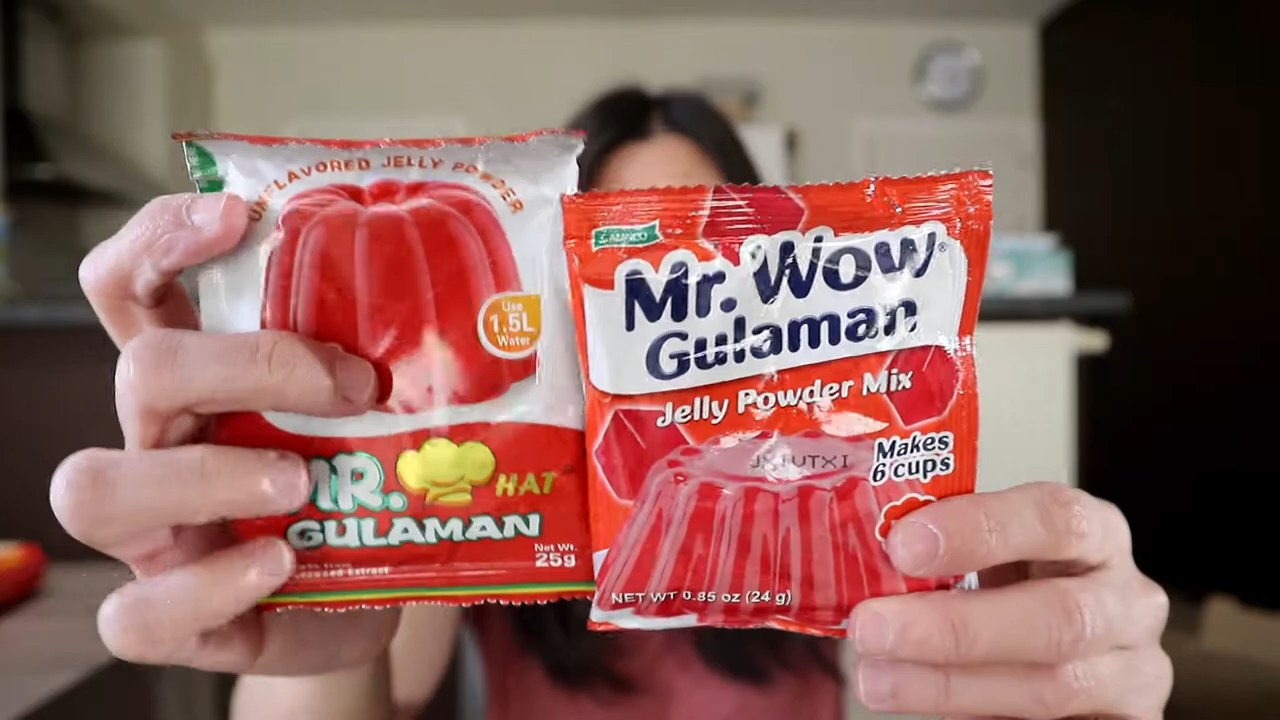 UNFLAVORED JELLY POWDER
Use
1.5L
Water
MR. HAT
GULAMAN
Net Wt.
25g
Extract
Mr. Wow®
Gulaman
Jelly Powder Mix
Makes
6 cups
NET WT 0.85 oz (24 g)